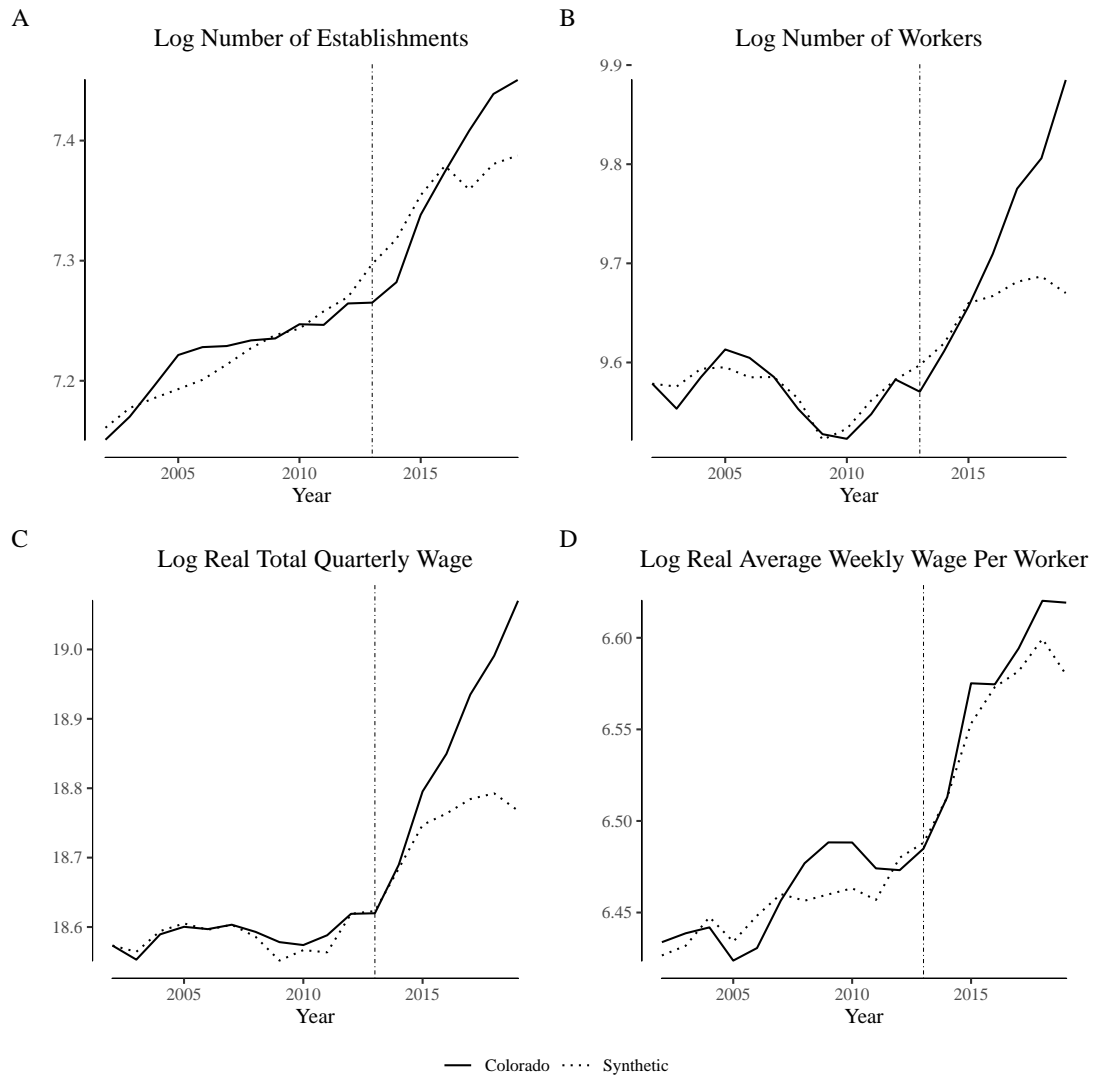 A
Log Number of Establishments
7.4
7.3
7.2
2005 2010 2015
Year
B
Log Number of Workers
9.9
9.8
9.7
9.6
2005 2010 2015
Year
C
Log Real Total Quarterly Wage
19.0
18.9
18.8
18.7
18.6
2005 2010 2015
Year
D
Log Real Average Weekly Wage Per Worker
6.60
6.55
6.50
6.45
2005 2010 2015
Year
Colorado Synthetic